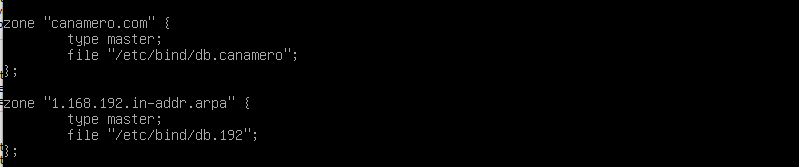 zone "canamero.com" {
        type master;
        file "/etc/bind/db.canamero";
};

zone "1.168.192.in-addr.arpa" {
        type master;
        file "/etc/bind/db.192";
};